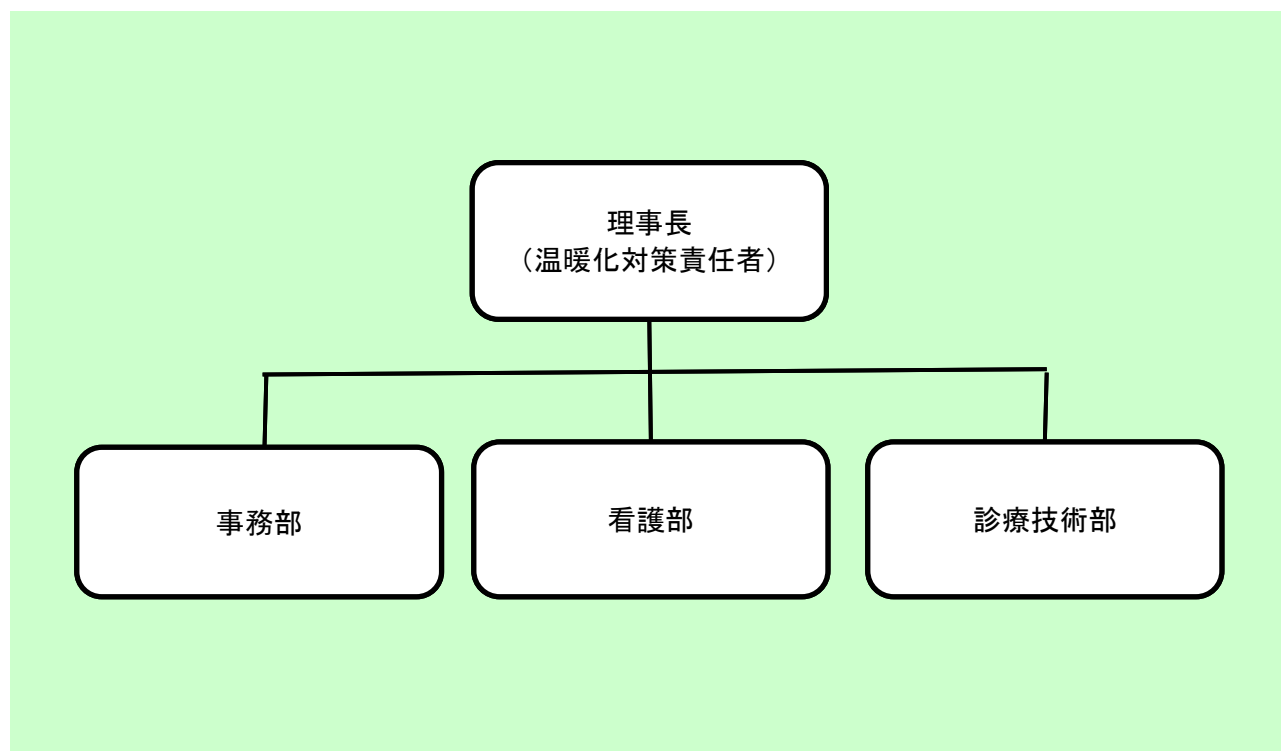 理事長
（温暖化対策責任者）
事務部
看護部
診療技術部